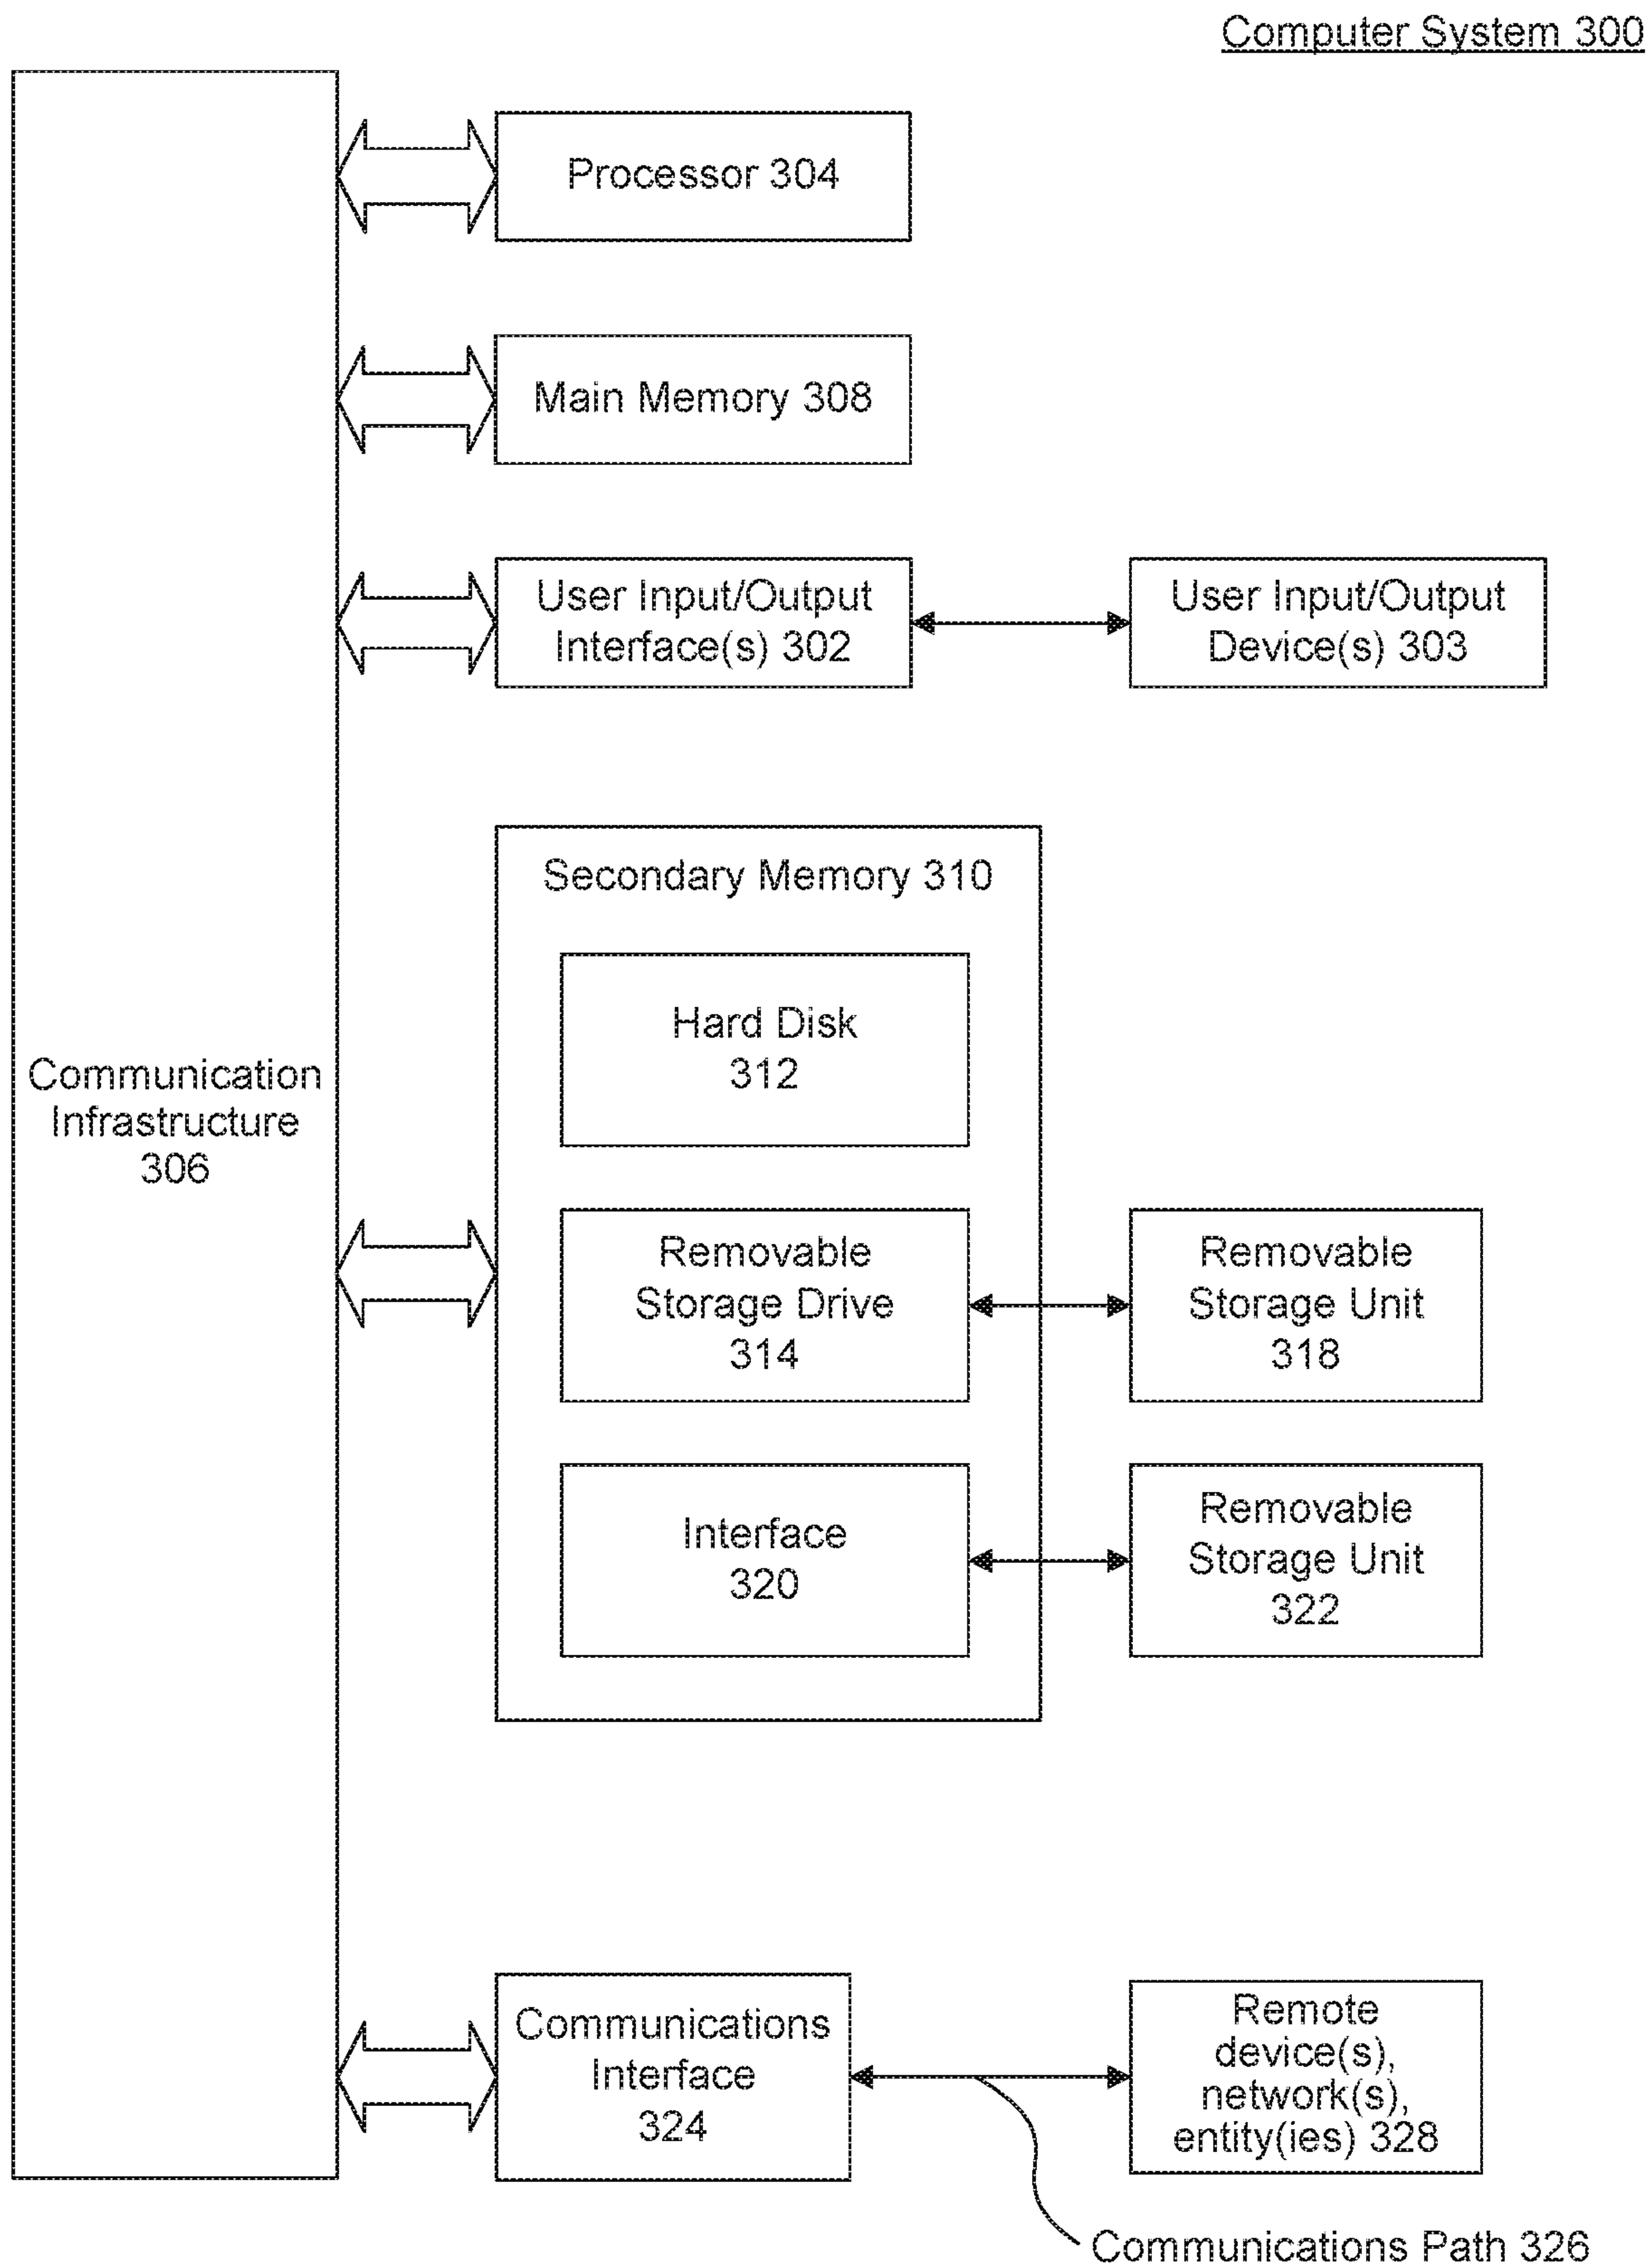 Computer System 300
Processor 304
Main Memory 308
User Input/Output
Interface(s) 302
User Input/Output
Device(s) 303
Secondary Memory 310
Hard Disk
312
Communication
Infrastructure
306
Removable
Storage Drive
314
Removable
Storage Unit
318
Interface
320
Removable
Storage Unit
322
Communications
Interface
324
Remote
device(s),
network(s),
entity(ies) 328
Communications Path 326